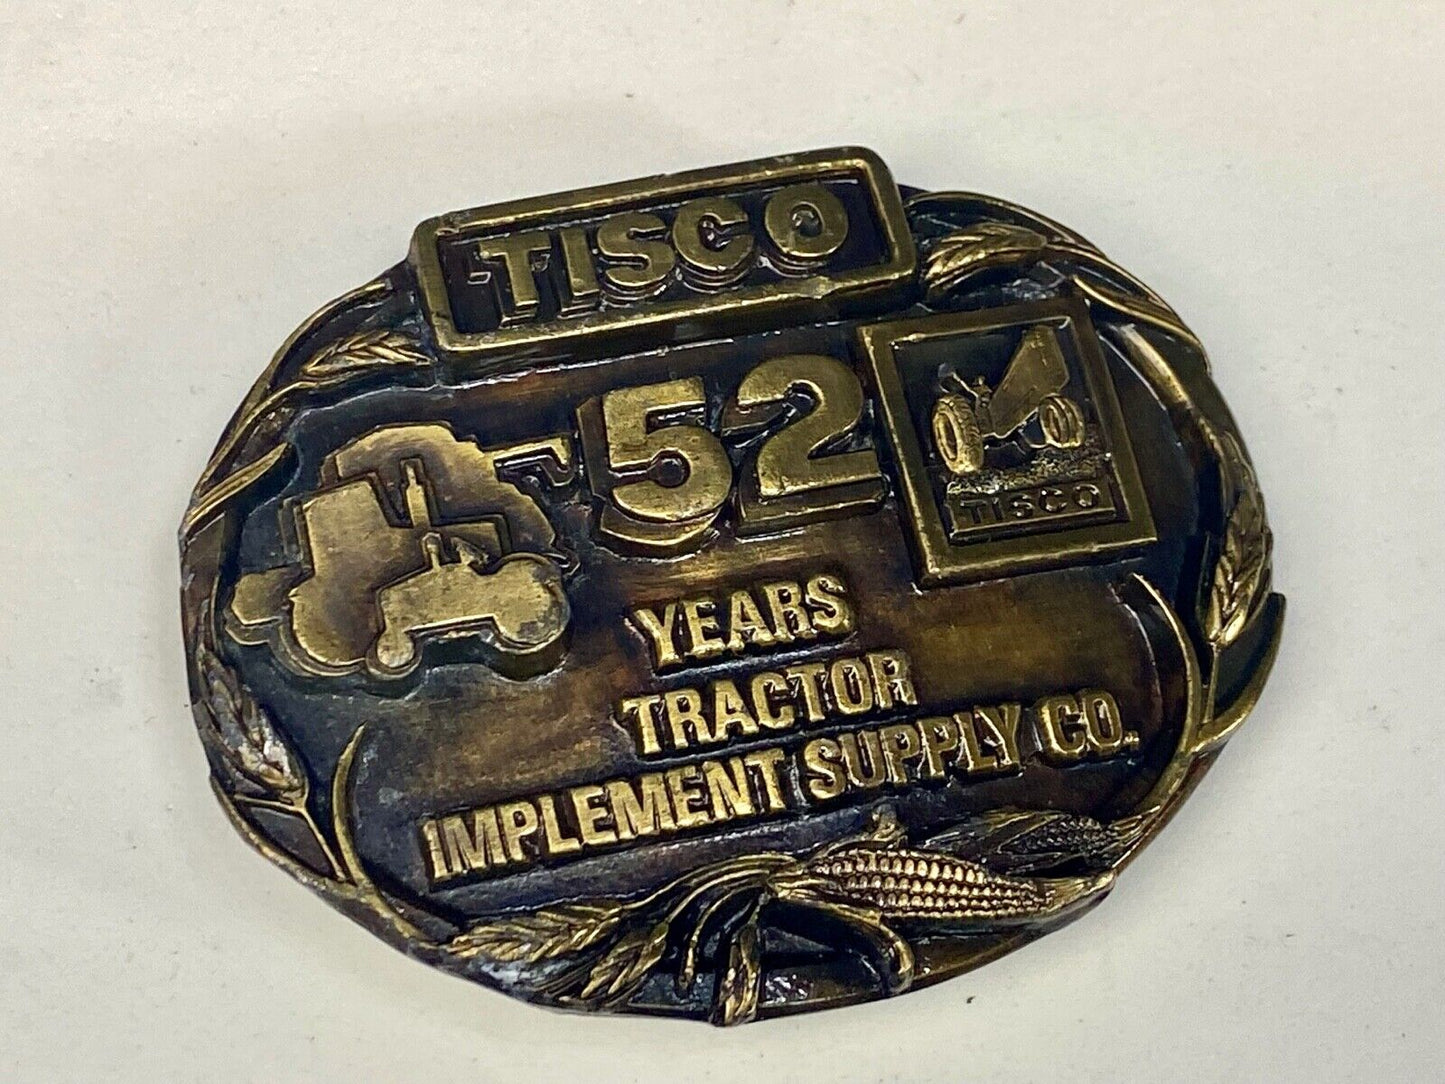 TISCO
52
TISCO
YEARS
TRACTOR
IMPLEMENT SUPPLY CO.